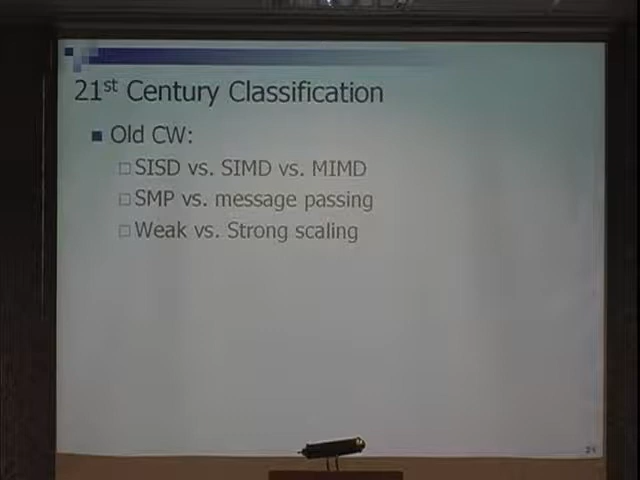 21st Century Classification
Old CW:
SISD vs. SIMD vs. MIMD
SMP vs. message passing
Weak vs. Strong scaling